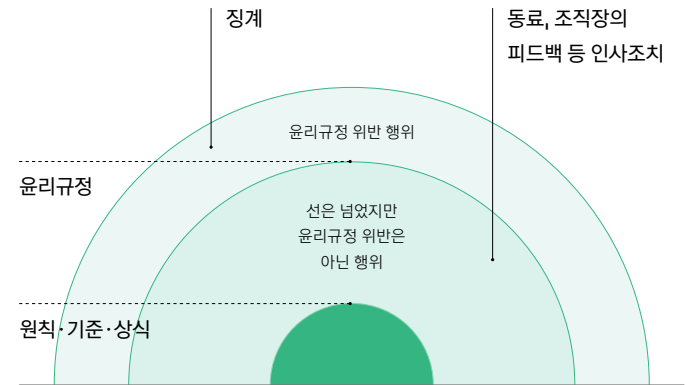 징계
동료, 조직장의
피드백 등 인사조치
윤리규정 위반 행위
윤리규정
선은 넘었지만
윤리규정 위반은
아닌 행위
원칙·기준·상식